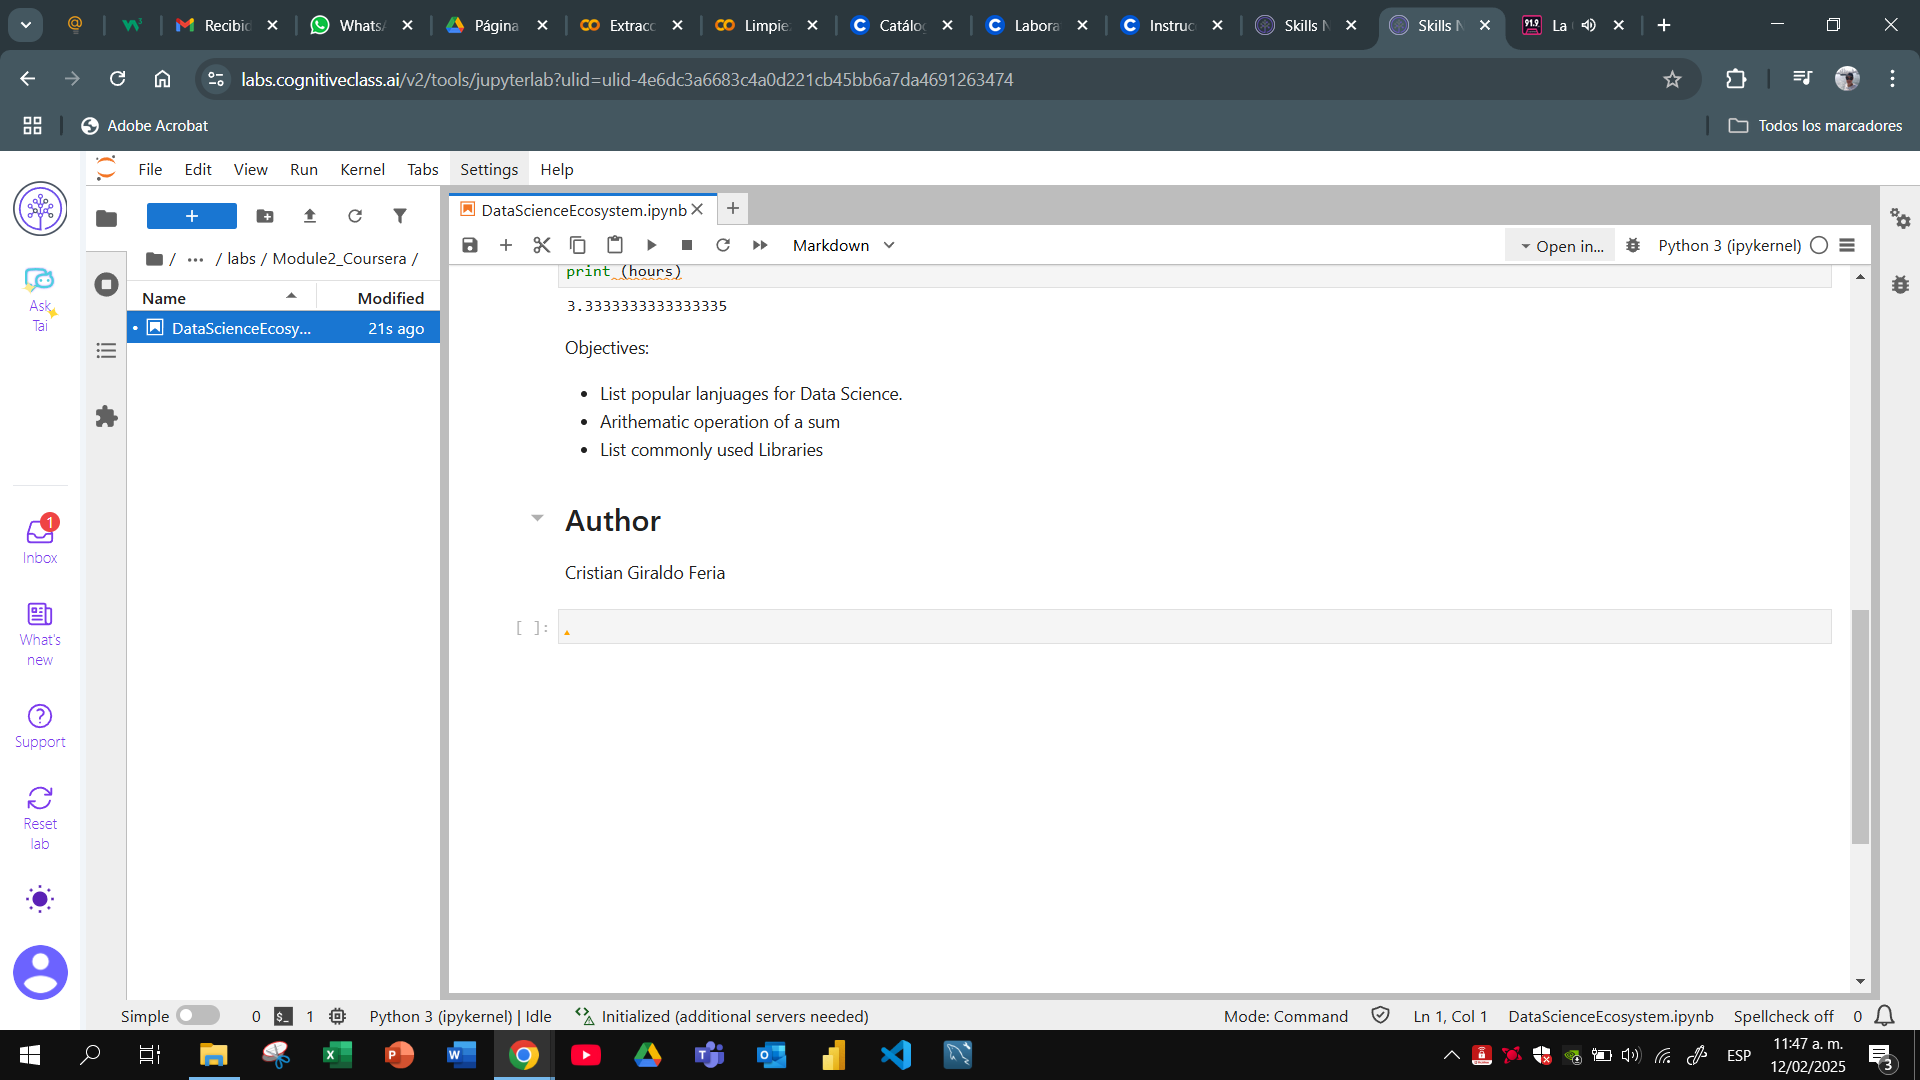 Recibid
Whats
Página
Extracc
Limpie
Catálog
Labora
Instruc
Skills N
Skills N
91.9
La
labs.cognitiveclass.ai/v2/tools/jupyterlab?ulid=ulid-4e6dc3a6683c4a0d221cb45bb6a7da4691263474
Adobe Acrobat
Todos los marcadores
File Edit View Run Kernel Tabs Settings Help
Ask
Tai
1
Inbox
What's
new
Support
Reset
lab
/ ... / labs / Module2_Coursera /
Name Modified
DataScienceEcosy... 21s ago
DataScienceEcosystem.ipynb
Markdown
Open in...
Python 3 (ipykernel)
print (hours)
3.3333333333333335
Objectives:
• List popular lanjuages for Data Science.
• Arithematic operation of a sum
• List commonly used Libraries
Author
Cristian Giraldo Feria
[ ]:
Simple 0 $_ 1 Python 3 (ipykernel) | Idle Initialized (additional servers needed) Mode: Command Ln 1, Col 1 DataScienceEcosystem.ipynb Spellcheck off 0
ESP
11:47 a. m.
12/02/2025
3